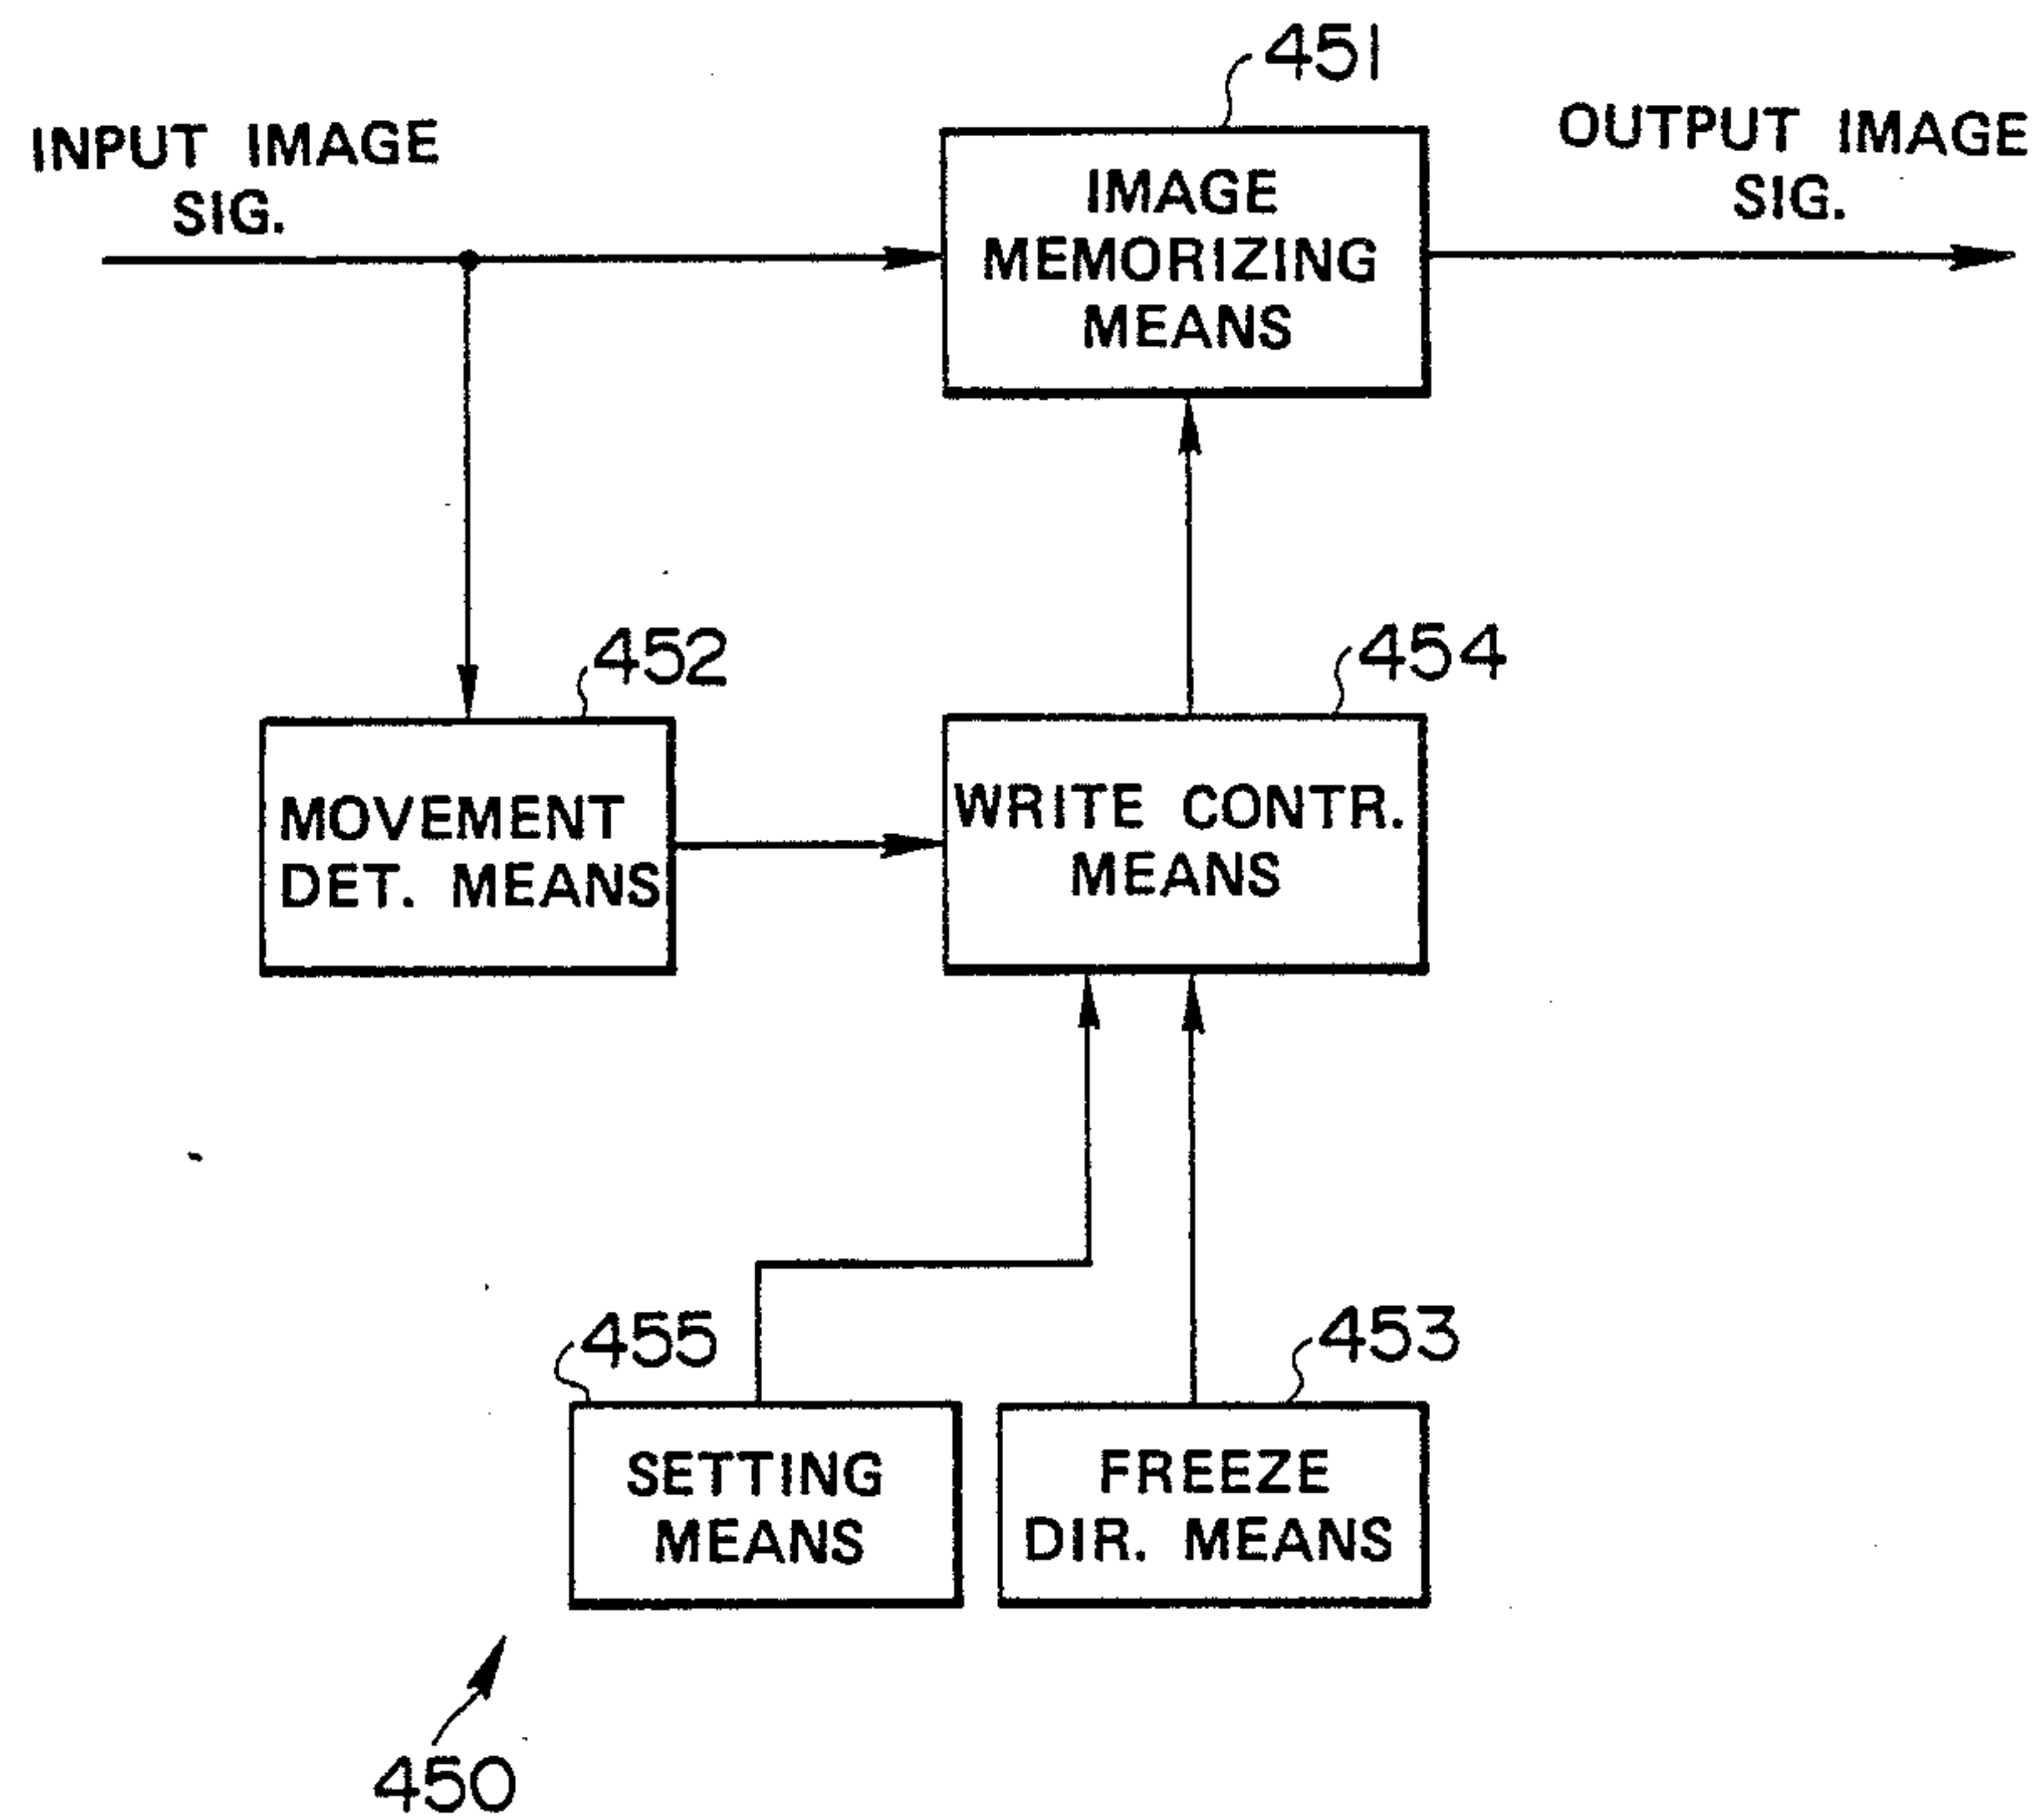 451
INPUT IMAGE
SIG.
OUTPUT IMAGE
SIG.
IMAGE
MEMORIZING
MEANS
452
454
MOVEMENT
DET. MEANS
WRITE CONTR.
MEANS
455
453
SETTING
MEANS
FREEZE
DIR. MEANS
450